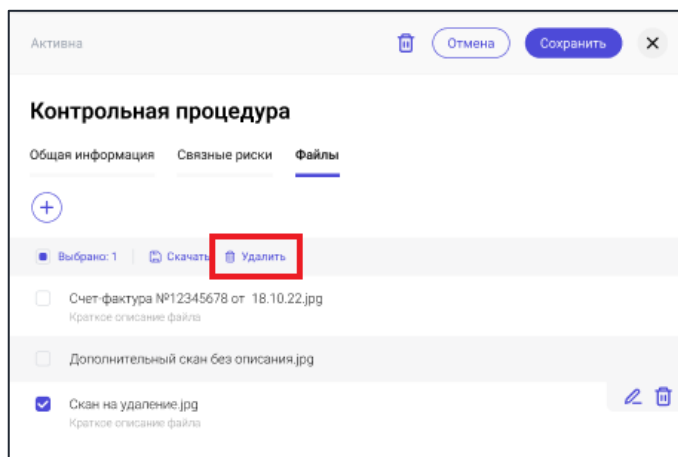 Активна Отмена Сохранить
Контрольная процедура
Общая информация Связные риски Файлы
Выбрано: 1 Скачать Удалить
Счет-фактура №12345678 от 18.10.22.jpg
Краткое описание файла
Дополнительный скан без описания.jpg
Скан на удаление.jpg
Краткое описание файла